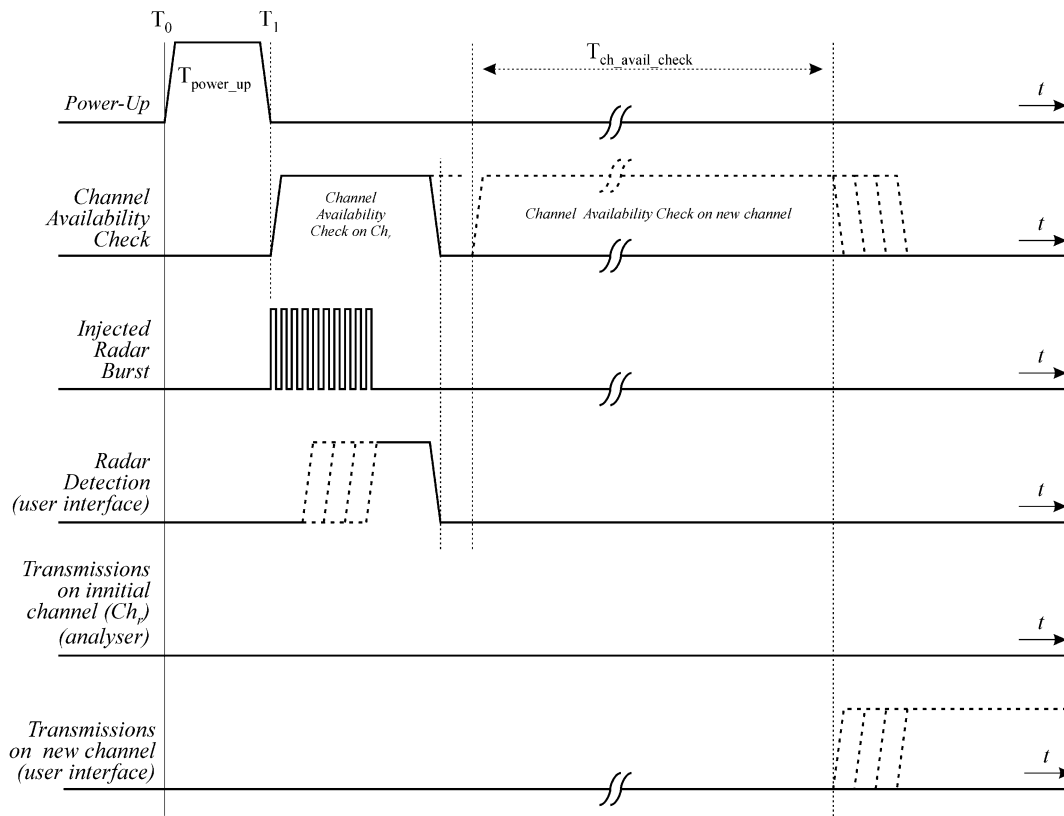 T0 T1
Tch_avail_check
Tpower_up
Power-Up
t
Channel
Availability
Check
Channel
Availability
Check on Chr
Channel Availability Check on new channel
t
Injected
Radar
Burst
t
Radar
Detection
(user interface)
t
Transmissions
on innitial
channel (Chr)
(analyser)
t
Transmissions
on new channel
(user interface)
t